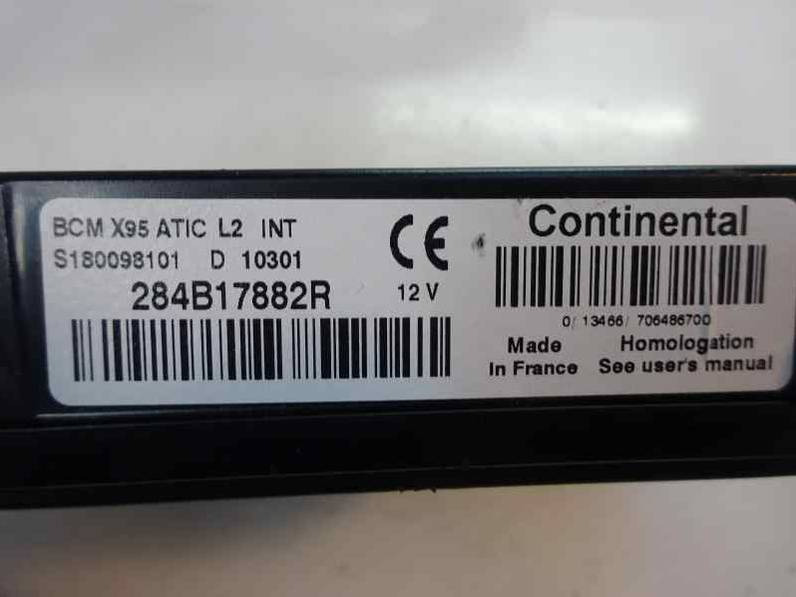 BCM X95 ATIC L2 INT
S180098101 D 10301
284B17882R
CE
12 V
Continental
0/ 13466/ 706486700
Made
In France
Homologation
See user's manual